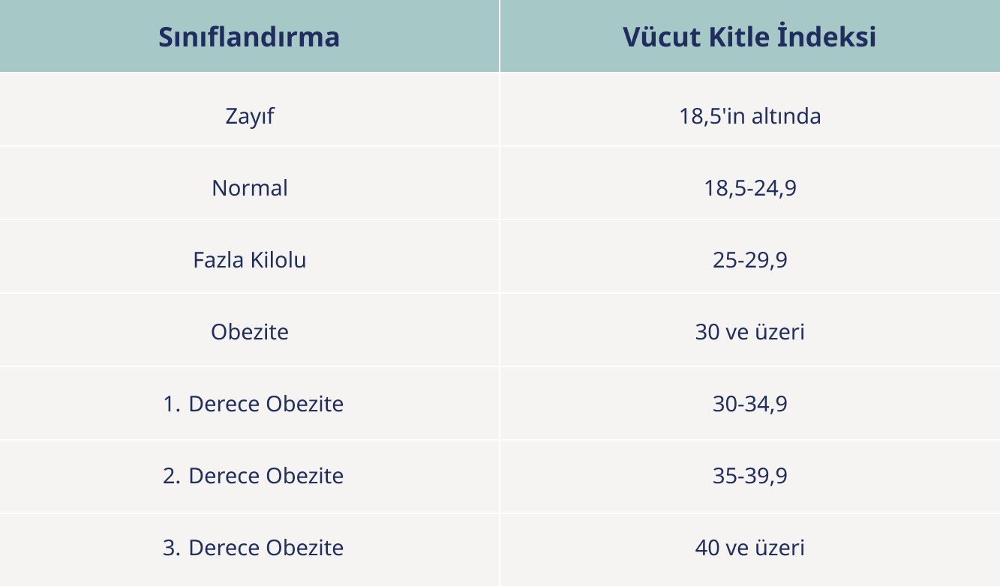 Sınıflandırma Vücut Kitle İndeksi
Zayıf 18,5'in altında
Normal 18,5-24,9
Fazla Kilolu 25-29,9
Obezite 30 ve üzeri
1. Derece Obezite 30-34,9
2. Derece Obezite 35-39,9
3. Derece Obezite 40 ve üzeri